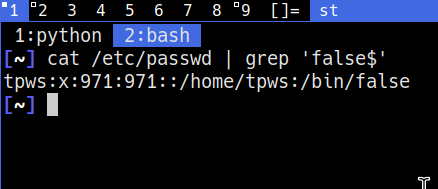 1 2 3 4 5 6 7 8 9 []= st
1:python 2:bash
[~] cat /etc/passwd | grep 'false$'
tpws:x:971:971::/home/tpws:/bin/false
[~]